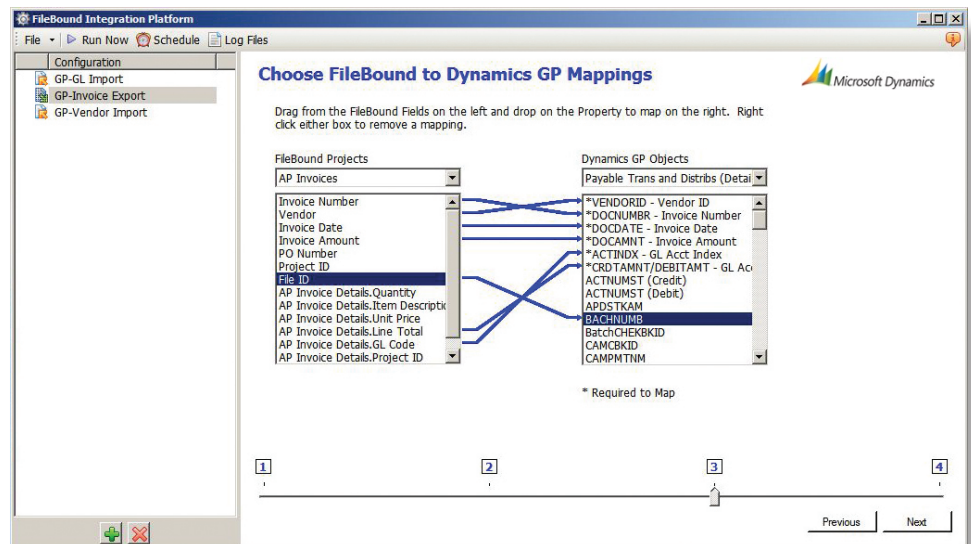 FileBound Integration Platform
File Run Now Schedule Log Files
Configuration
GP-GL Import
GP-Invoice Export
GP-Vendor Import
Choose FileBound to Dynamics GP Mappings
Microsoft Dynamics
Drag from the FileBound Fields on the left and drop on the Property to map on the right. Right
click either box to remove a mapping.
FileBound Projects
AP Invoices
Invoice Number
Vendor
Invoice Date
Invoice Amount
PO Number
Project ID
File ID
AP Invoice Details.Quantity
AP Invoice Details.Item Descriptic
AP Invoice Details.Unit Price
AP Invoice Details.Line Total
AP Invoice Details.GL Code
AP Invoice Details.Project ID
Dynamics GP Objects
Payable Trans and Distribs (Detai
*VENDORID - Vendor ID
*DOCNUMBR - Invoice Number
*DOCDATE - Invoice Date
*DOCAMNT - Invoice Amount
*ACTINDX - GL Acct Index
*CRDTAMNT/DEBITAMT - GL Acc
ACTNUMST (Credit)
ACTNUMST (Debit)
APDSTKAM
BACHNUMB
BatchCHEKBKID
CAMCBKID
CAMPMTNM
* Required to Map
1 2 3 4
Previous Next